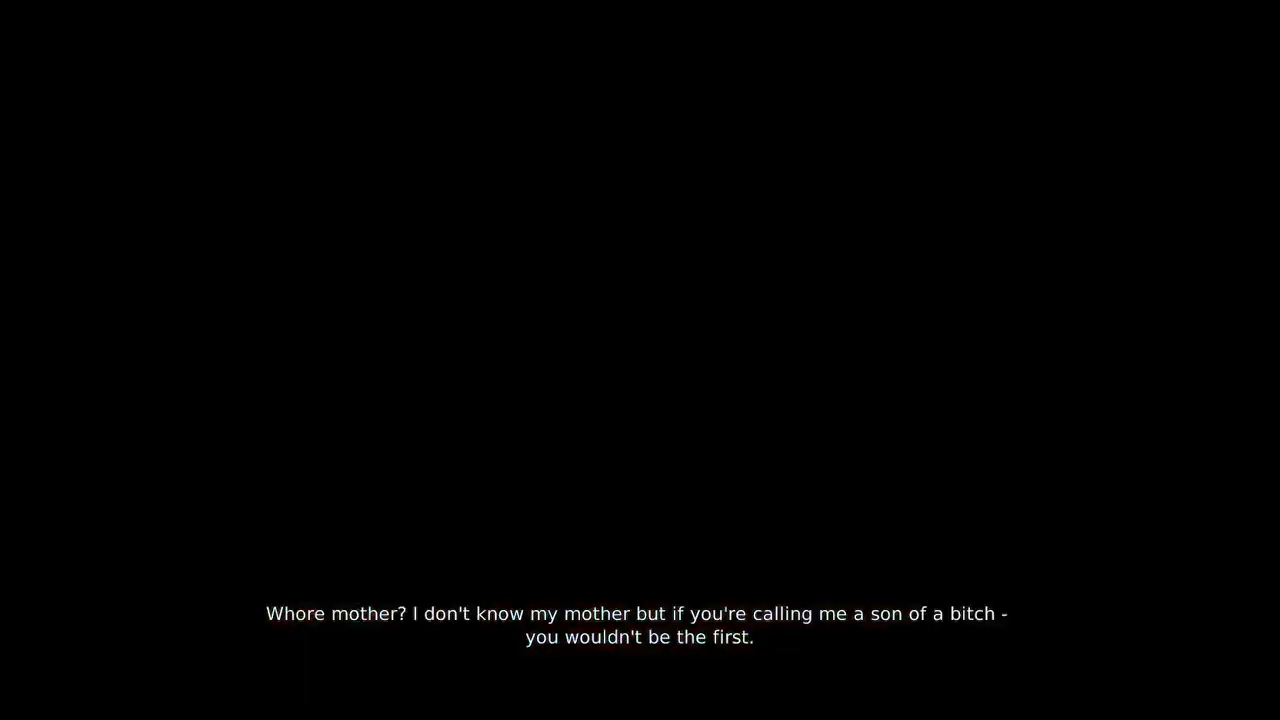 Whore mother? I don't know my mother but if you're calling me a son of a bitch -
you wouldn't be the first.